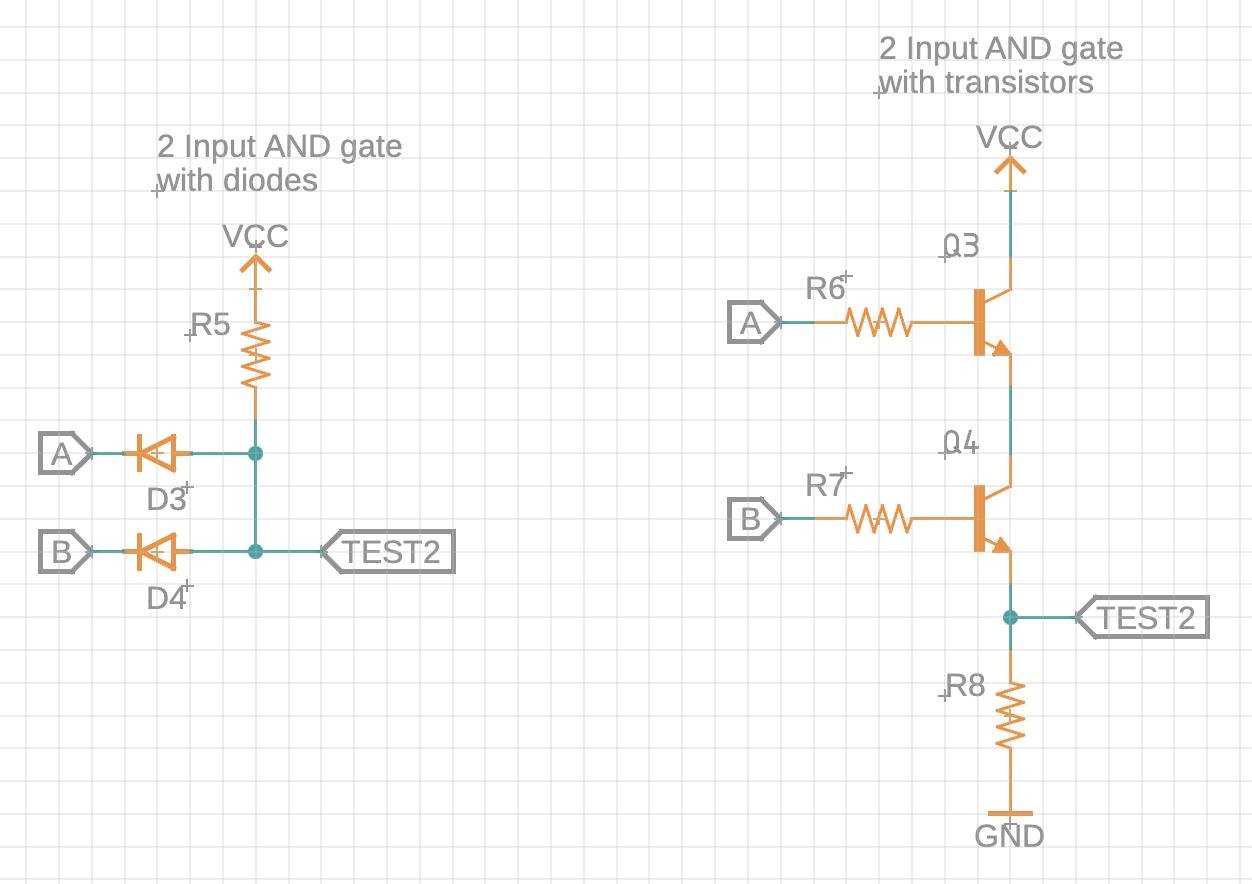 2 Input AND gate
with diodes
VCC
R5
A
D3
B
TEST2
D4
2 Input AND gate
with transistors
VCC
Q3
R6
A
Q4
R7
B
TEST2
R8
GND